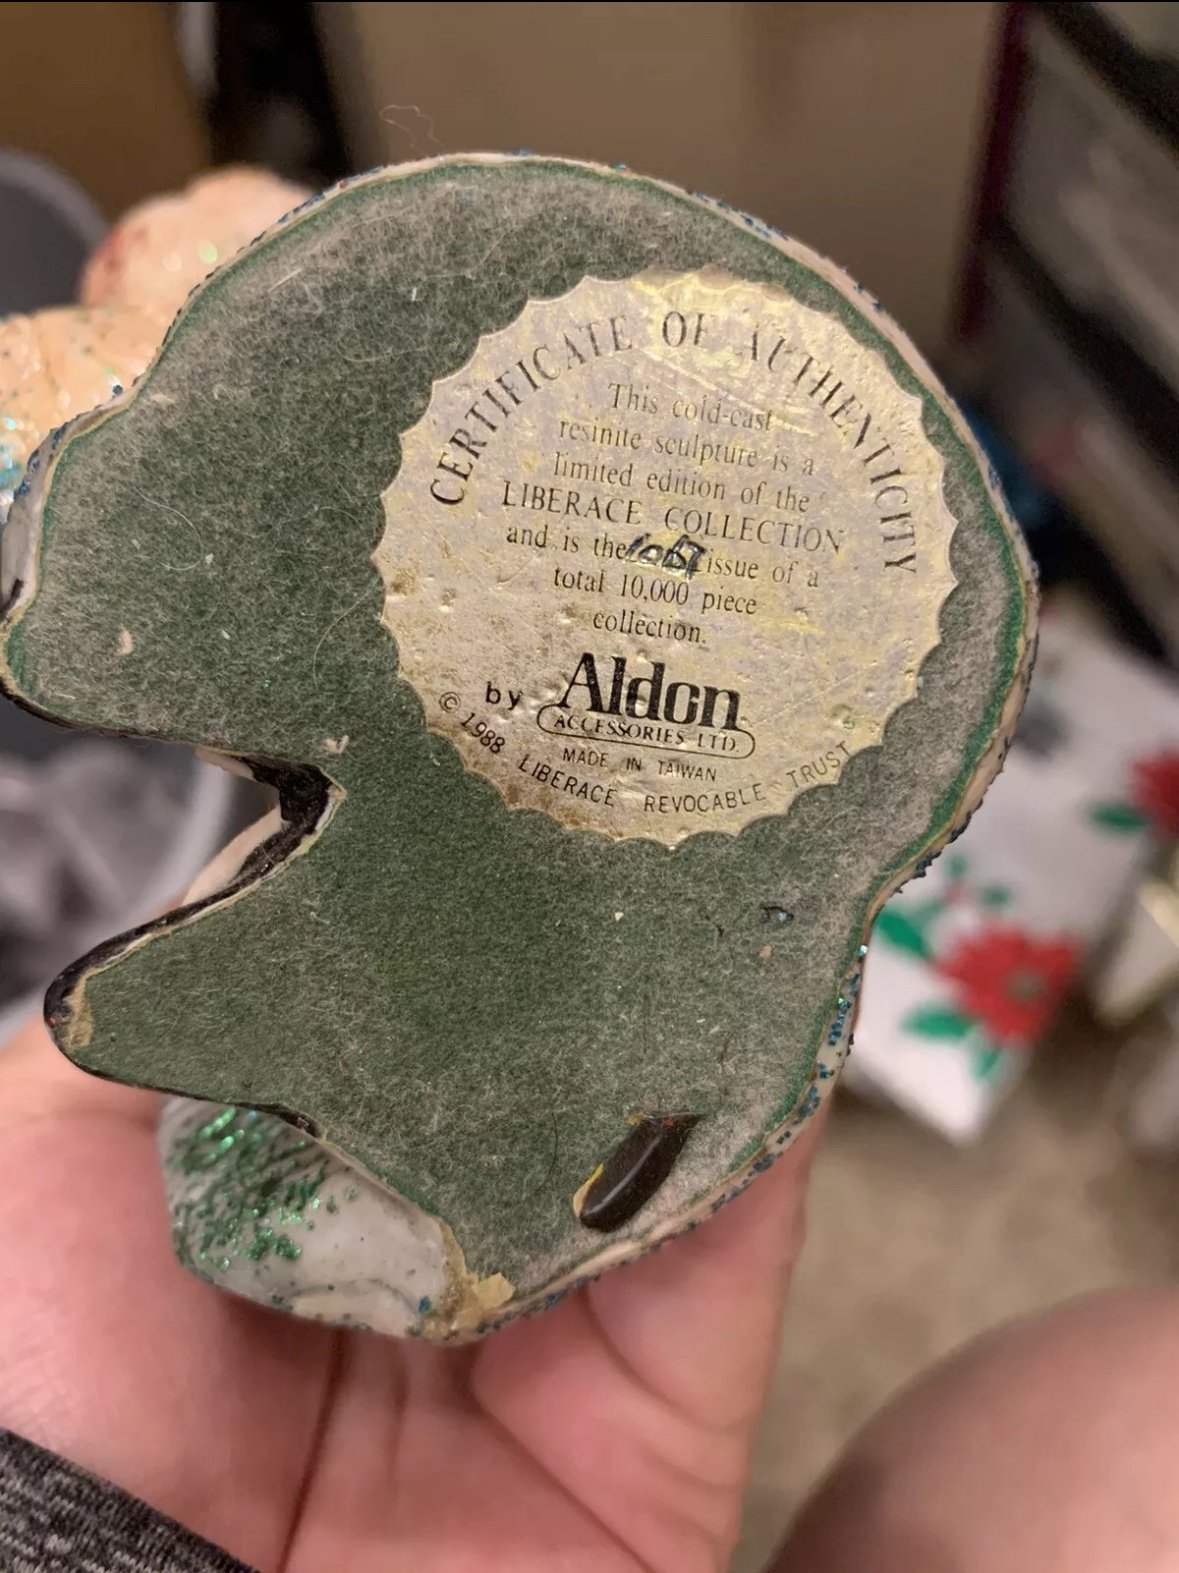 CERTIFICATE OF AUTHENTICITY
This cold-cast
resinite sculpture is a
limited edition of the
LIBERACE COLLECTION
and is the issue of a
total 10,000 piece
collection.
by Aldon
ACCESSORIES LTD.
MADE IN TAIWAN
© 1988 LIBERACE REVOCABLE TRUST